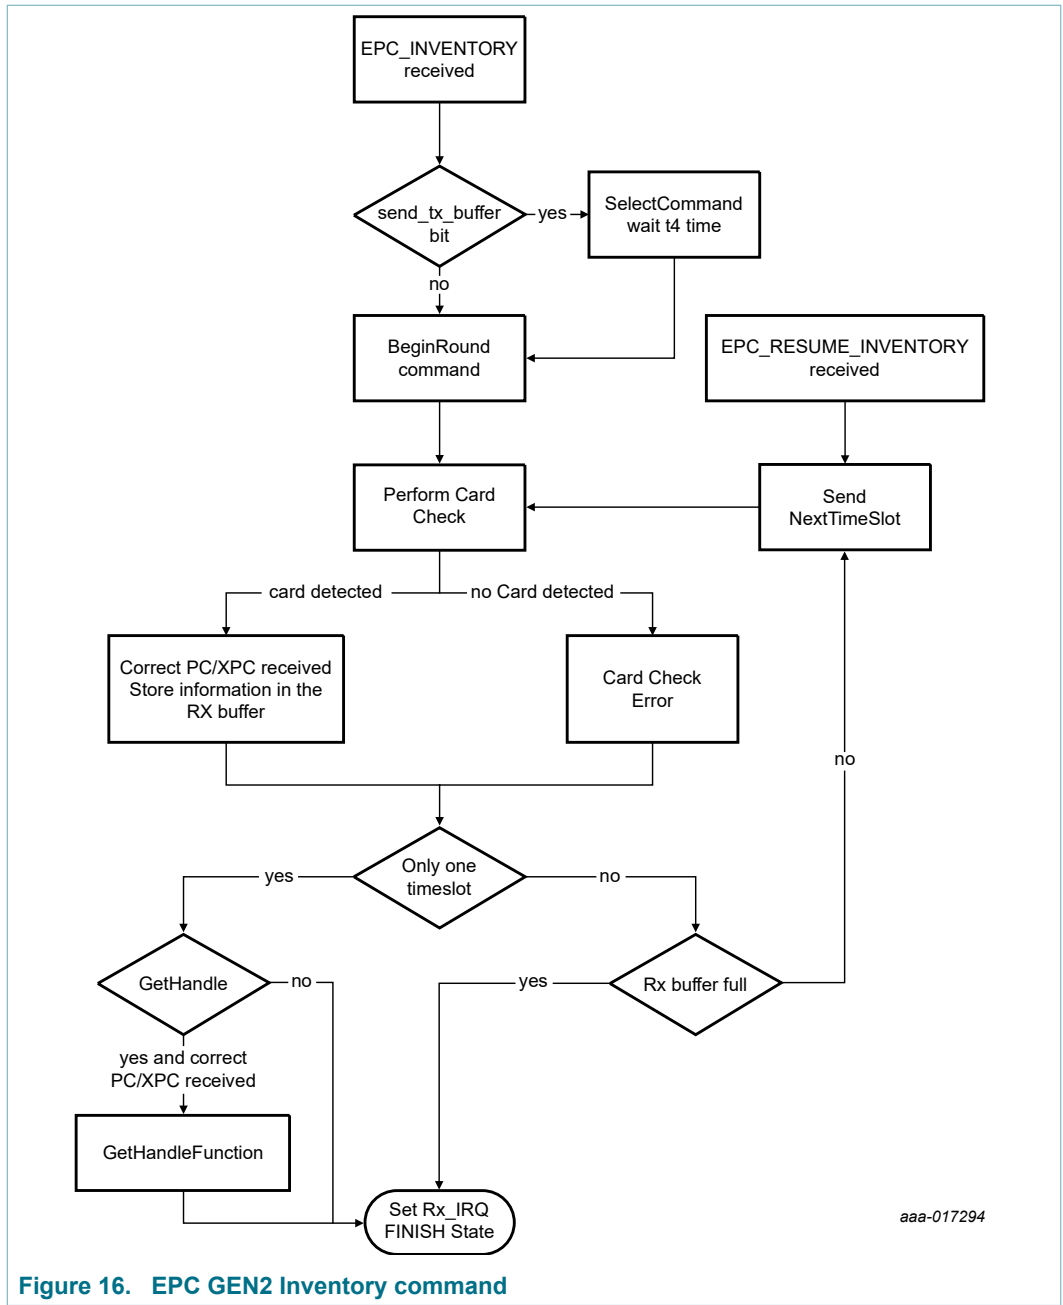 EPC_INVENTORY
received
send_tx_buffer
bit
yes
SelectCommand
wait t4 time
no
BeginRound
command
EPC_RESUME_INVENTORY
received
Perform Card
Check
Send
NextTimeSlot
card detected
no Card detected
Correct PC/XPC received
Store information in the
RX buffer
Card Check
Error
no
Only one
timeslot
yes
no
GetHandle
no
yes
Rx buffer full
yes and correct
PC/XPC received
GetHandleFunction
Set Rx_IRQ
FINISH State
aaa-017294
Figure 16. EPC GEN2 Inventory command